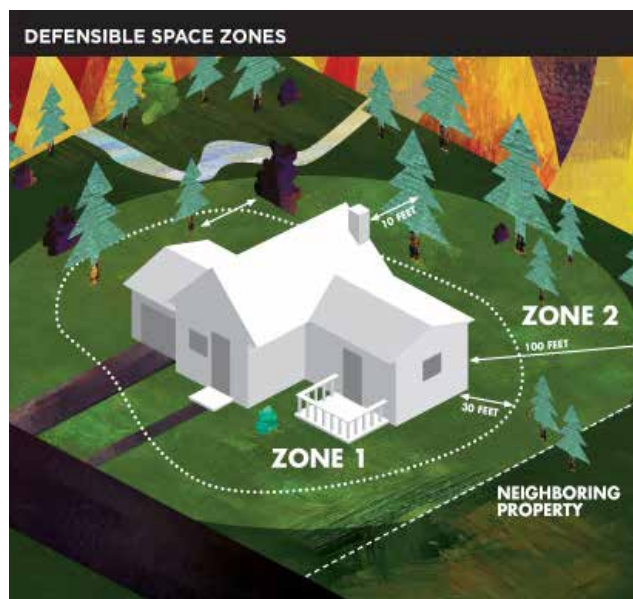 DEFENSIBLE SPACE ZONES
10 FEET
ZONE 2
100 FEET
30 FEET
ZONE 1
NEIGHBORING
PROPERTY